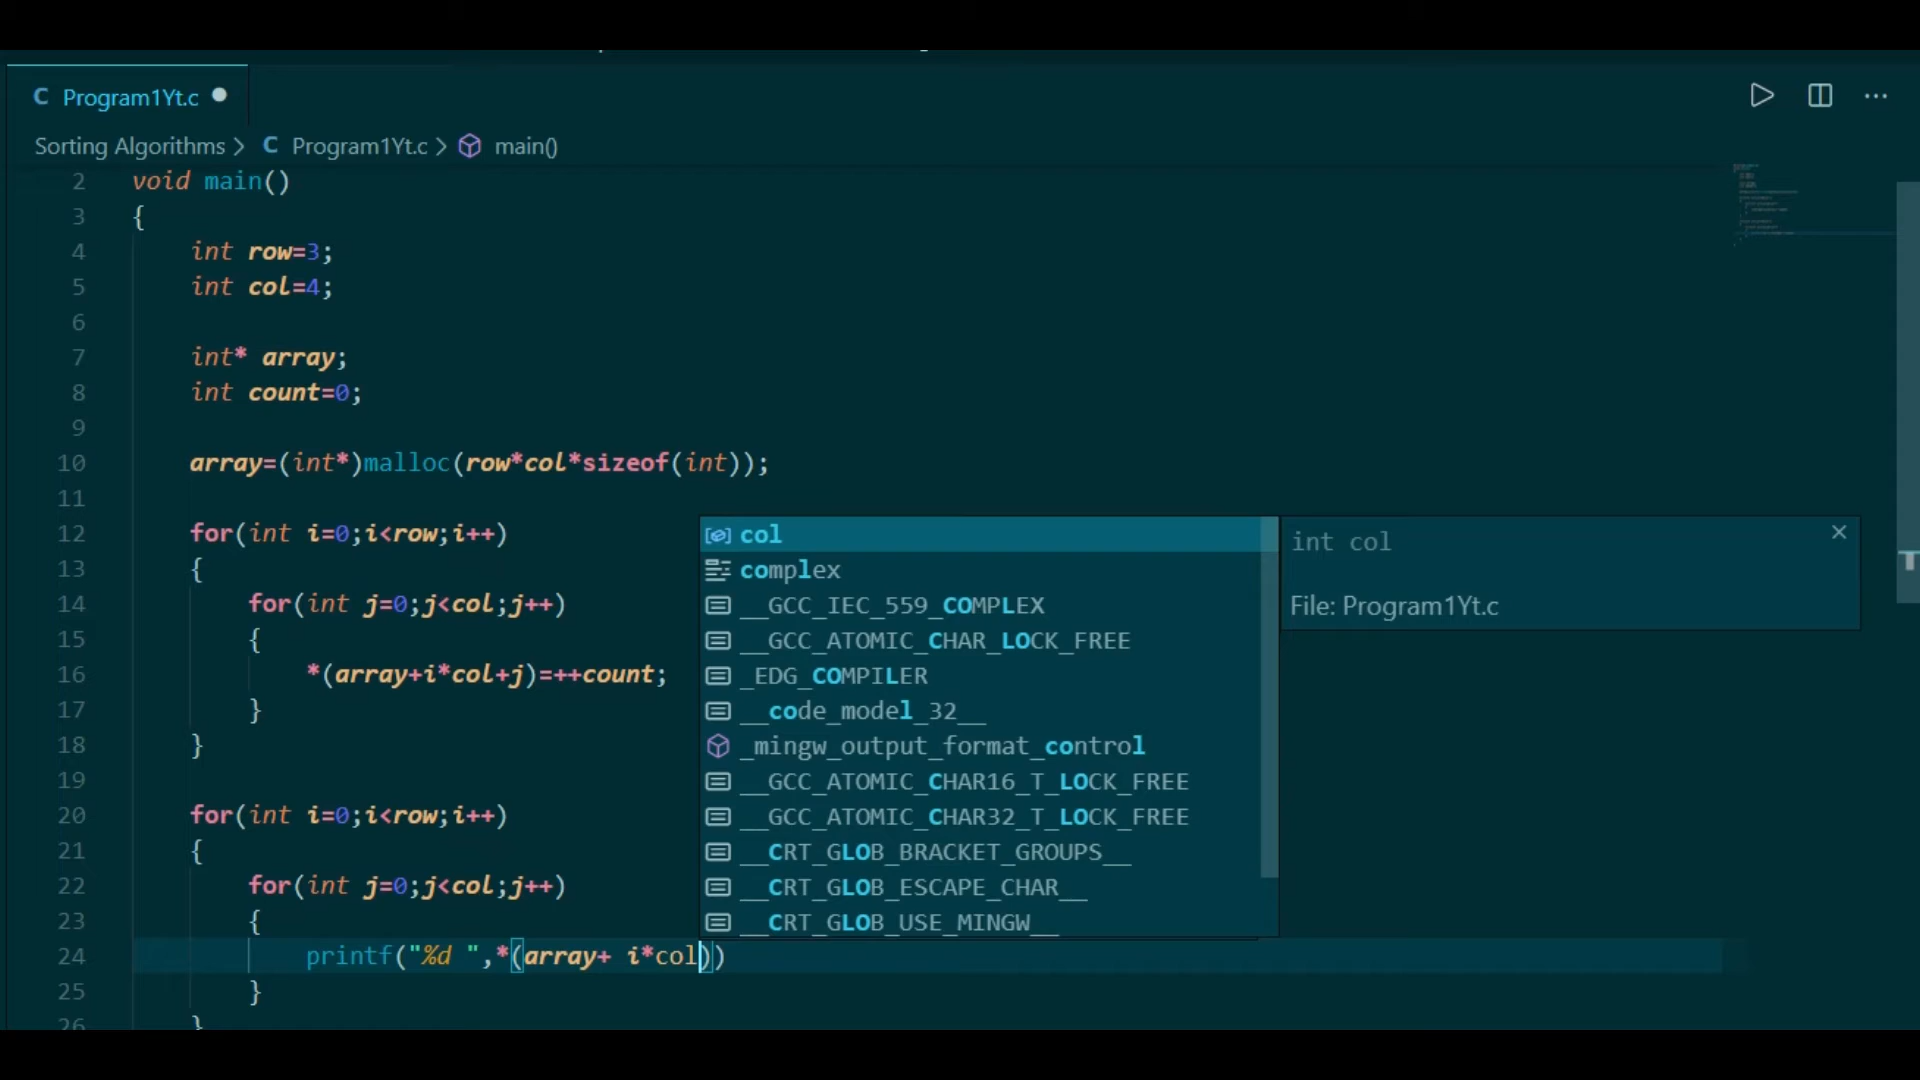 C Program1Yt.c
Sorting Algorithms > C Program1Yt.c > main()
2 void main()
3 {
4 int row=3;
5 int col=4;
6
7 int* array;
8 int count=0;
9
10 array=(int*)malloc(row*col*sizeof(int));
11
12 for(int i=0;i<row;i++)
13 {
14 for(int j=0;j<col;j++)
15 {
16 *(array+i*col+j)=++count;
17 }
18 }
19
20 for(int i=0;i<row;i++)
21 {
22 for(int j=0;j<col;j++)
23 {
24 printf("%d ",*(array+ i*col))
25 }
26 }
col
complex
__GCC_IEC_559_COMPLEX
__GCC_ATOMIC_CHAR_LOCK_FREE
_EDG_COMPILER
__code_model_32__
_mingw_output_format_control
__GCC_ATOMIC_CHAR16_T_LOCK_FREE
__GCC_ATOMIC_CHAR32_T_LOCK_FREE
__CRT_GLOB_BRACKET_GROUPS__
__CRT_GLOB_ESCAPE_CHAR__
__CRT_GLOB_USE_MINGW__
int col
File: Program1Yt.c